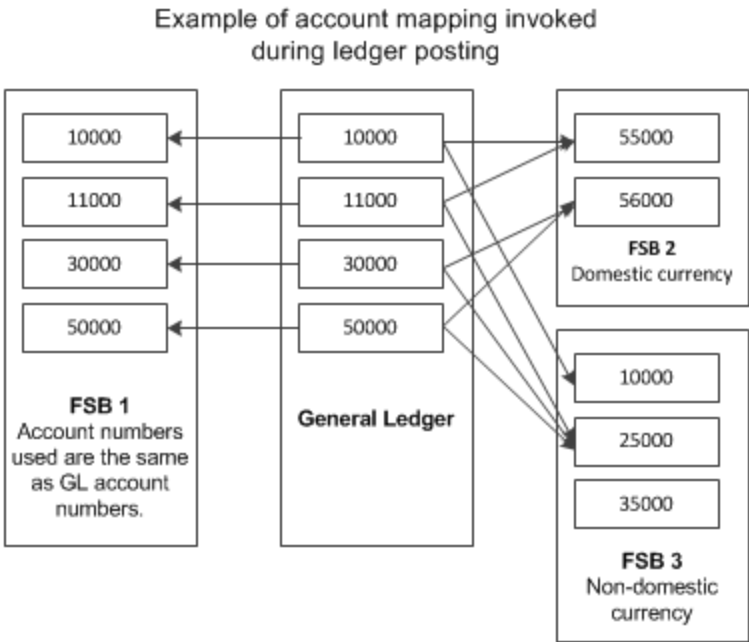 Example of account mapping invoked
during ledger posting
10000
11000
30000
50000
FSB 1
Account numbers
used are the same
as GL account
numbers.
10000
11000
30000
50000
General Ledger
55000
56000
FSB 2
Domestic currency
10000
25000
35000
FSB 3
Non-domestic
currency